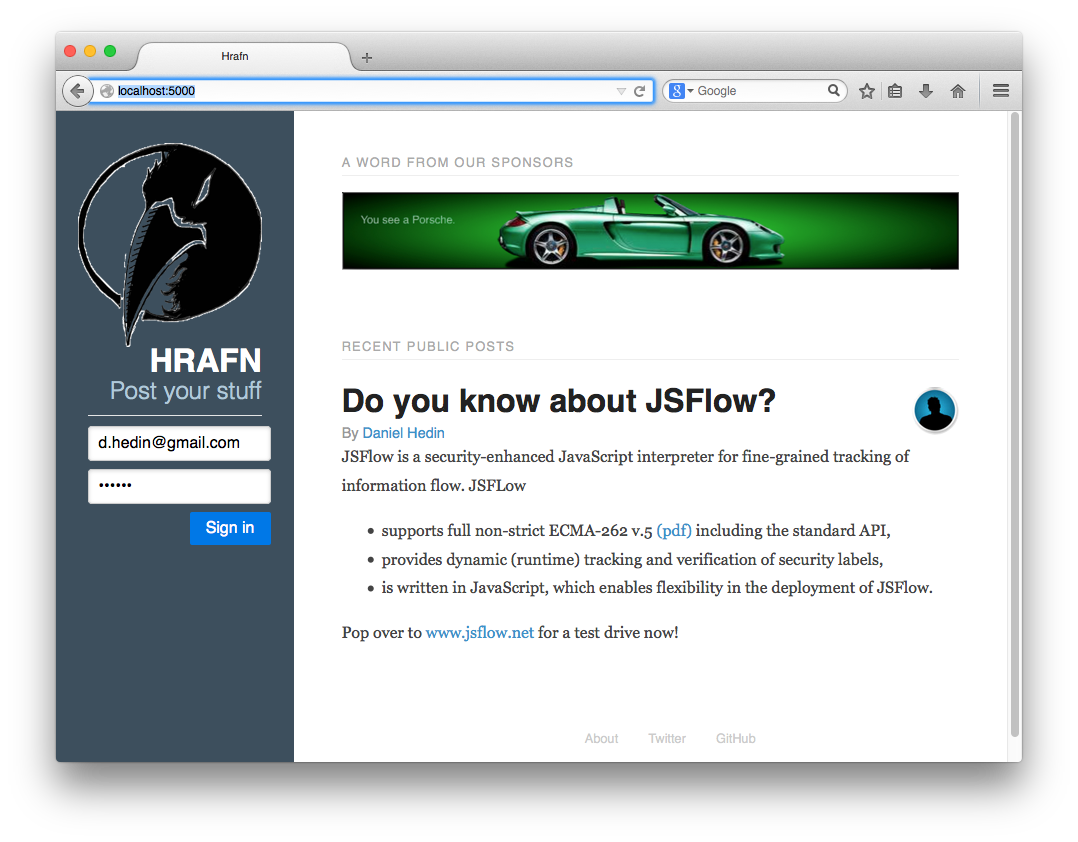 Hrafn
localhost:5000
Google
HRAFN
Post your stuff
d.hedin@gmail.com
••••••
Sign in
A WORD FROM OUR SPONSORS
You see a Porsche.
RECENT PUBLIC POSTS
Do you know about JSFlow?
By Daniel Hedin
JSFlow is a security-enhanced JavaScript interpreter for fine-grained tracking of
information flow. JSFLow
• supports full non-strict ECMA-262 v.5 (pdf) including the standard API,
• provides dynamic (runtime) tracking and verification of security labels,
• is written in JavaScript, which enables flexibility in the deployment of JSFlow.
Pop over to www.jsflow.net for a test drive now!
About Twitter GitHub